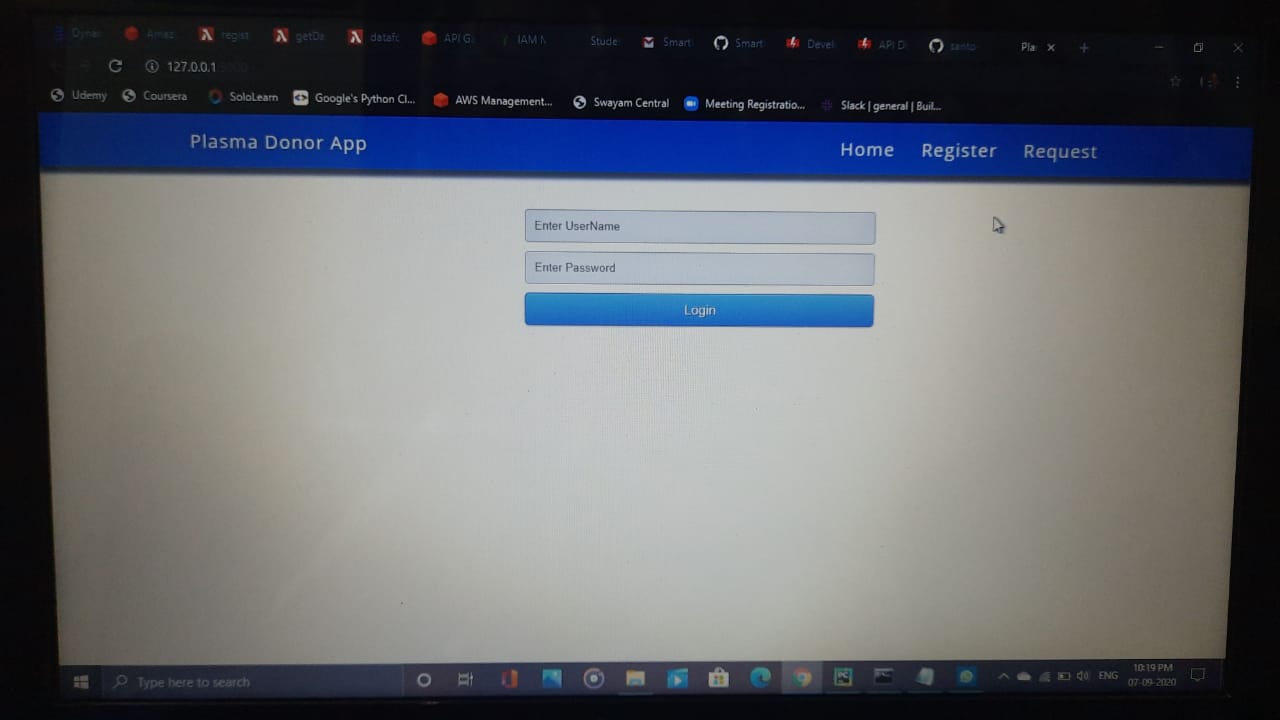 Dynar Amaz regist getDa datafo API Ga IAM M Stude Smart Smart Devel API D santo Pla
127.0.0.1
Udemy Coursera SoloLearn Google's Python Cl... AWS Management... Swayam Central Meeting Registratio... Slack | general | Buil...
Plasma Donor App Home Register Request
Enter UserName
Enter Password
Login
Type here to search ENG 10:19 PM
07-09-2020